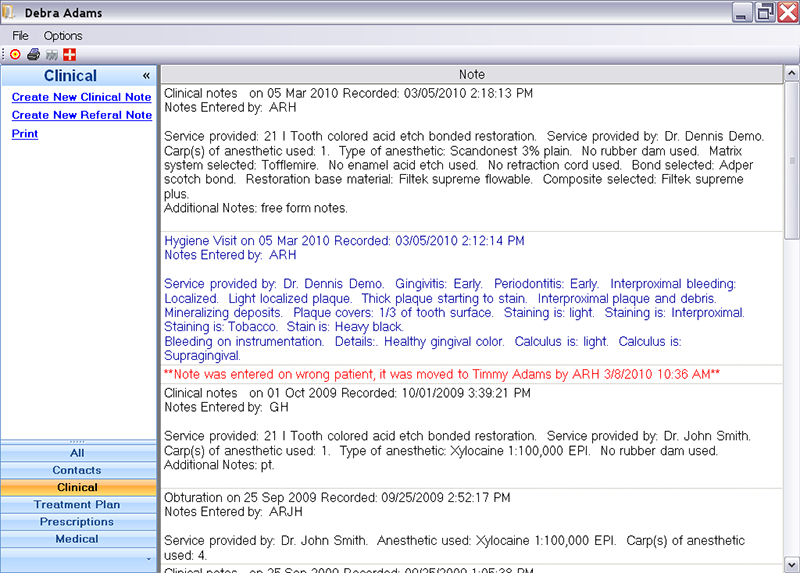 Debra Adams
File Options
Clinical «
Create New Clinical Note
Create New Referal Note
Print
All
Contacts
Clinical
Treatment Plan
Prescriptions
Medical
Note
Clinical notes on 05 Mar 2010 Recorded: 03/05/2010 2:18:13 PM
Notes Entered by: ARH
Service provided: 21 I Tooth colored acid etch bonded restoration. Service provided by: Dr. Dennis Demo.
Carp(s) of anesthetic used: 1. Type of anesthetic: Scandonest 3% plain. No rubber dam used. Matrix
system selected: Tofflemire. No enamel acid etch used. No retraction cord used. Bond selected: Adper
scotch bond. Restoration base material: Filtek supreme flowable. Composite selected: Filtek supreme
plus.
Additional Notes: free form notes.
Hygiene Visit on 05 Mar 2010 Recorded: 03/05/2010 2:12:14 PM
Notes Entered by: ARH
Service provided by: Dr. Dennis Demo. Gingivitis: Early. Periodontitis: Early. Interproximal bleeding:
Localized. Light localized plaque. Thick plaque starting to stain. Interproximal plaque and debris.
Mineralizing deposits. Plaque covers: 1/3 of tooth surface. Staining is: light. Staining is: Interproximal.
Staining is: Tobacco. Stain is: Heavy black.
Bleeding on instrumentation. Details:. Healthy gingival color. Calculus is: light. Calculus is:
Supragingival.
**Note was entered on wrong patient, it was moved to Timmy Adams by ARH 3/8/2010 10:36 AM**
Clinical notes on 01 Oct 2009 Recorded: 10/01/2009 3:39:21 PM
Notes Entered by: GH
Service provided: 21 I Tooth colored acid etch bonded restoration. Service provided by: Dr. John Smith.
Carp(s) of anesthetic used: 1. Type of anesthetic: Xylocaine 1:100,000 EPI. No rubber dam used.
Additional Notes: pt.
Obturation on 25 Sep 2009 Recorded: 09/25/2009 2:52:17 PM
Notes Entered by: ARJH
Service provided by: Dr. John Smith. Anesthetic used: Xylocaine 1:100,000 EPI. Carp(s) of anesthetic
used: 4.
Clinical notes on 25 Sep 2009 Recorded: 09/25/2009 1:05:38 PM